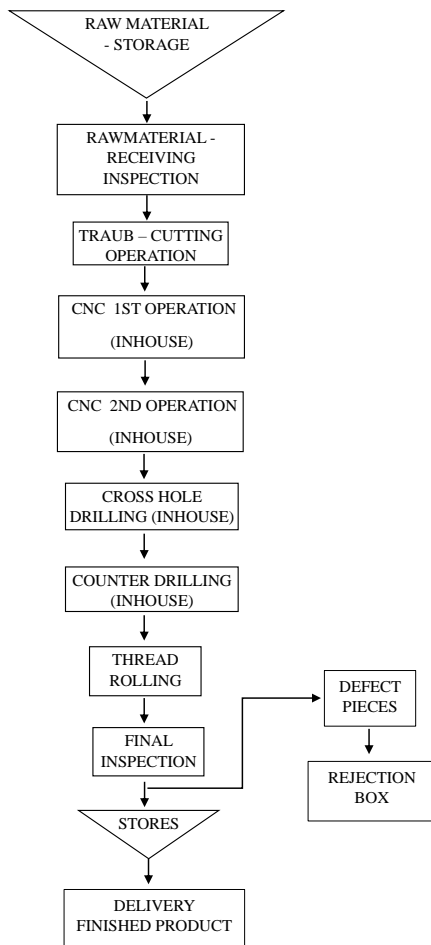 RAW MATERIAL
- STORAGE
RAWMATERIAL -
RECEIVING
INSPECTION
TRAUB – CUTTING
OPERATION
CNC 1ST OPERATION
(INHOUSE)
CNC 2ND OPERATION
(INHOUSE)
CROSS HOLE
DRILLING (INHOUSE)
COUNTER DRILLING
(INHOUSE)
THREAD
ROLLING
DEFECT
PIECES
FINAL
INSPECTION
REJECTION
BOX
STORES
DELIVERY
FINISHED PRODUCT